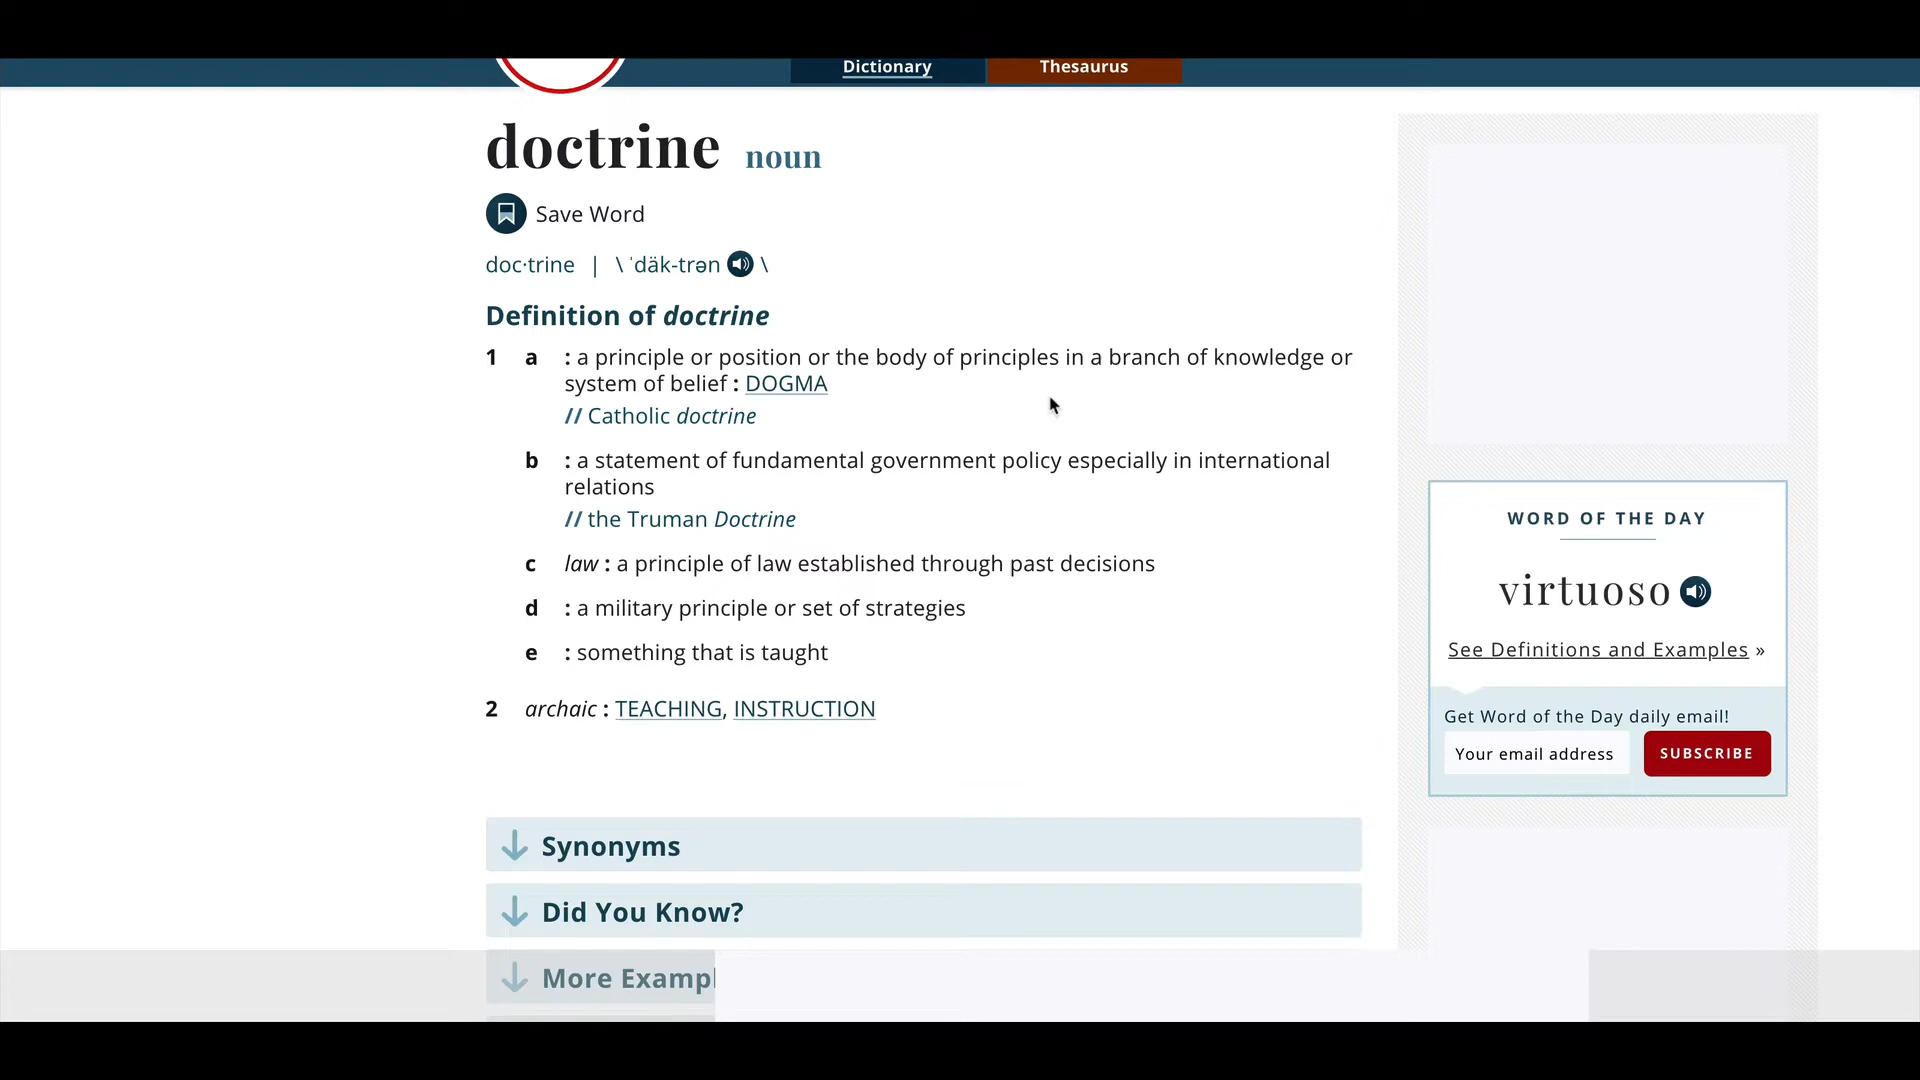 Dictionary
Thesaurus
doctrine noun
Save Word
doc·trine | \ ˈdäk-trən \
Definition of doctrine
1 a : a principle or position or the body of principles in a branch of knowledge or
system of belief : DOGMA
// Catholic doctrine
b : a statement of fundamental government policy especially in international
relations
// the Truman Doctrine
c law : a principle of law established through past decisions
d : a military principle or set of strategies
e : something that is taught
2 archaic : TEACHING, INSTRUCTION
Synonyms
Did You Know?
More
WORD OF THE DAY
virtuoso
See Definitions and Examples »
Get Word of the Day daily email!
Your email address
SUBSCRIBE